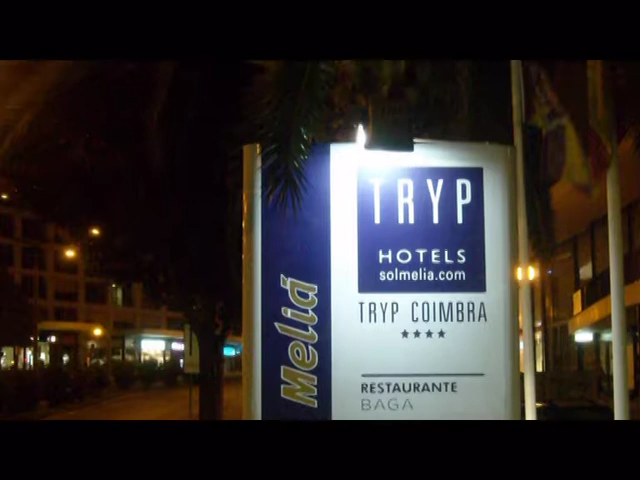 Meliá
TRYP
HOTELS
solmelia.com
TRYP COIMBRA
RESTAURANTE
BAGA